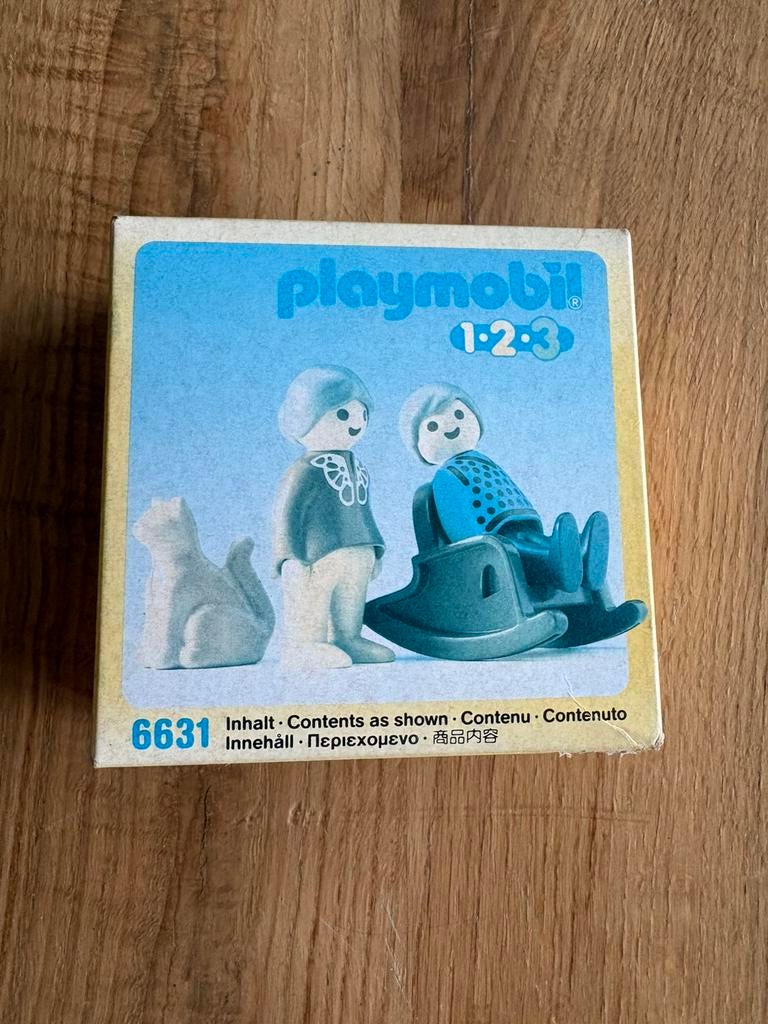 playmobil®
1·2·3
6631
Inhalt · Contents as shown · Contenu · Contenuto
Innehåll · Περιεχομενο · 商品内容